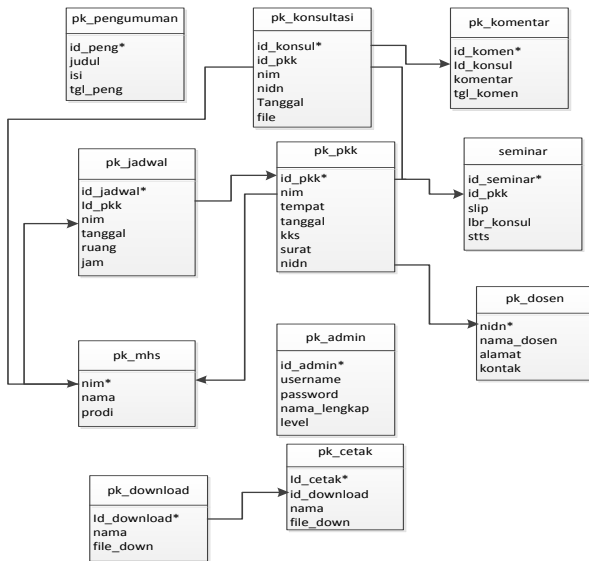 pk_pengumuman
id_peng*
judul
isi
tgl_peng
pk_konsultasi
id_konsul*
id_pkk
nim
nidn
Tanggal
file
pk_komentar
id_komen*
Id_konsul
komentar
tgl_komen
pk_jadwal
id_jadwal*
Id_pkk
nim
tanggal
ruang
jam
pk_pkk
id_pkk*
nim
tempat
tanggal
kks
surat
nidn
seminar
id_seminar*
id_pkk
slip
lbr_konsul
stts
pk_dosen
nidn*
nama_dosen
alamat
kontak
pk_mhs
nim*
nama
prodi
pk_admin
id_admin*
username
password
nama_lengkap
level
pk_download
Id_download*
nama
file_down
pk_cetak
Id_cetak*
id_download
nama
file_down